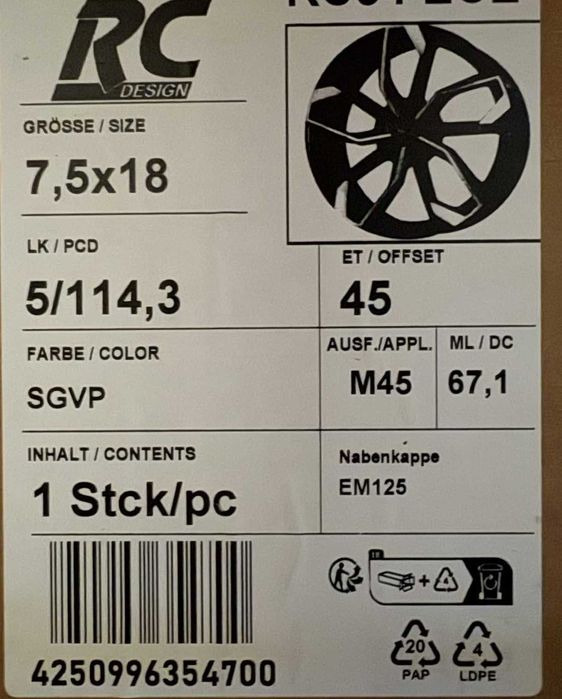 RC
DESIGN
GRÖSSE / SIZE
7,5x18
LK / PCD
5/114,3
ET / OFFSET
45
FARBE / COLOR
SGVP
AUSF./APPL.
M45
ML / DC
67,1
INHALT / CONTENTS
1 Stck/pc
Nabenkappe
EM125
4250996354700
20
PAP
4
LDPE